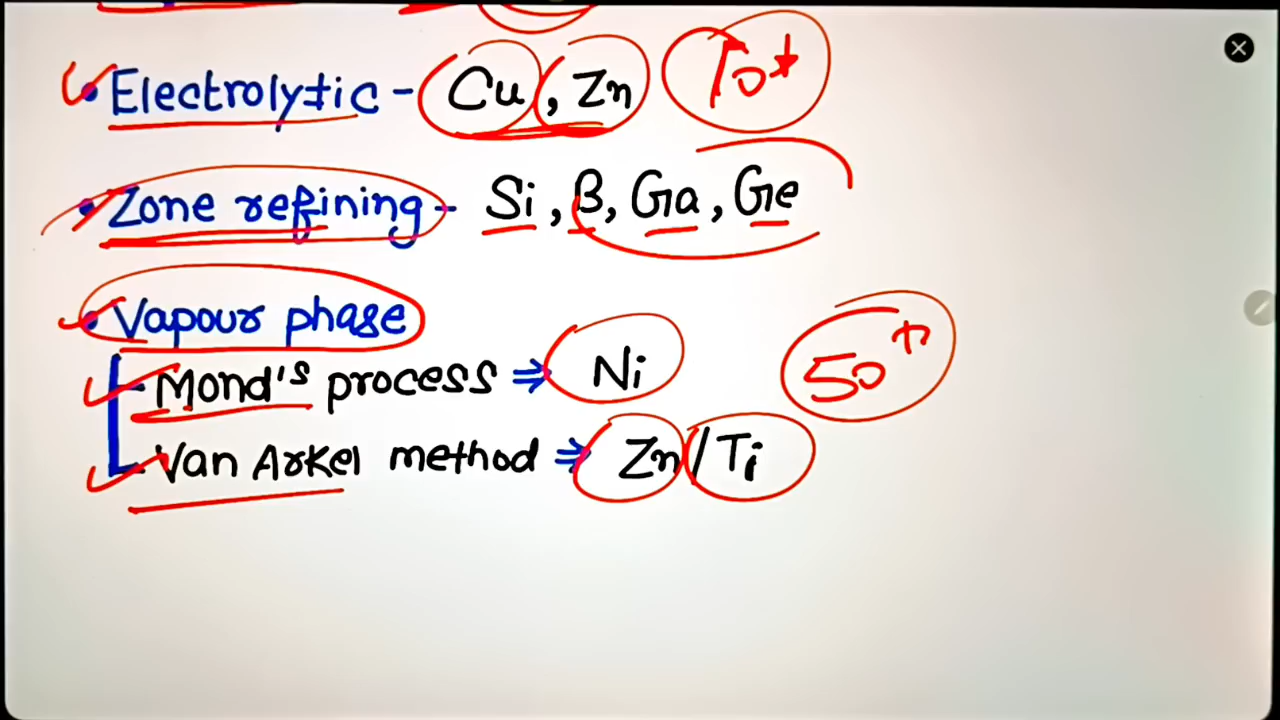 • Electrolytic - Cu, Zn 10+
• Zone refining - Si, B, Ga, Ge
• Vapour phase
- Mond's process ⇒ Ni 50+
- Van Arkel method ⇒ Zn/Ti